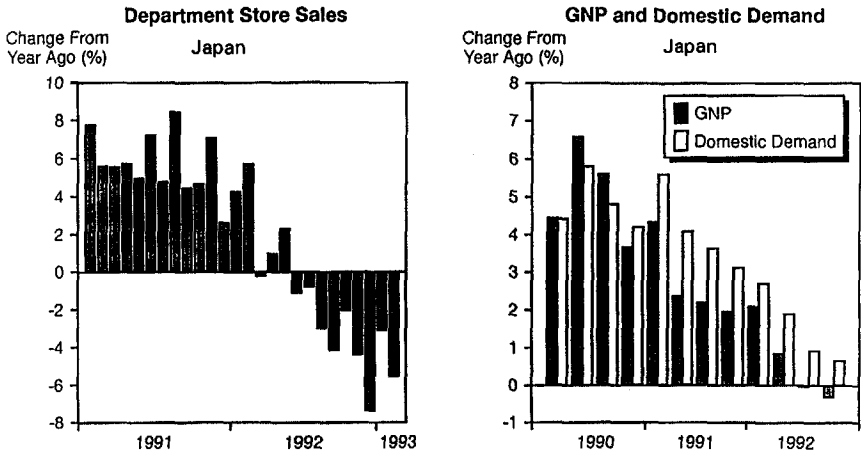 Department Store Sales
Change From
Year Ago (%)
Japan
10
8
6
4
2
0
-2
-4
-6
-8
1991
1992
1993
GNP and Domestic Demand
Change From
Year Ago (%)
Japan
8
7
6
5
4
3
2
1
0
-1
GNP
Domestic Demand
1990
1991
1992